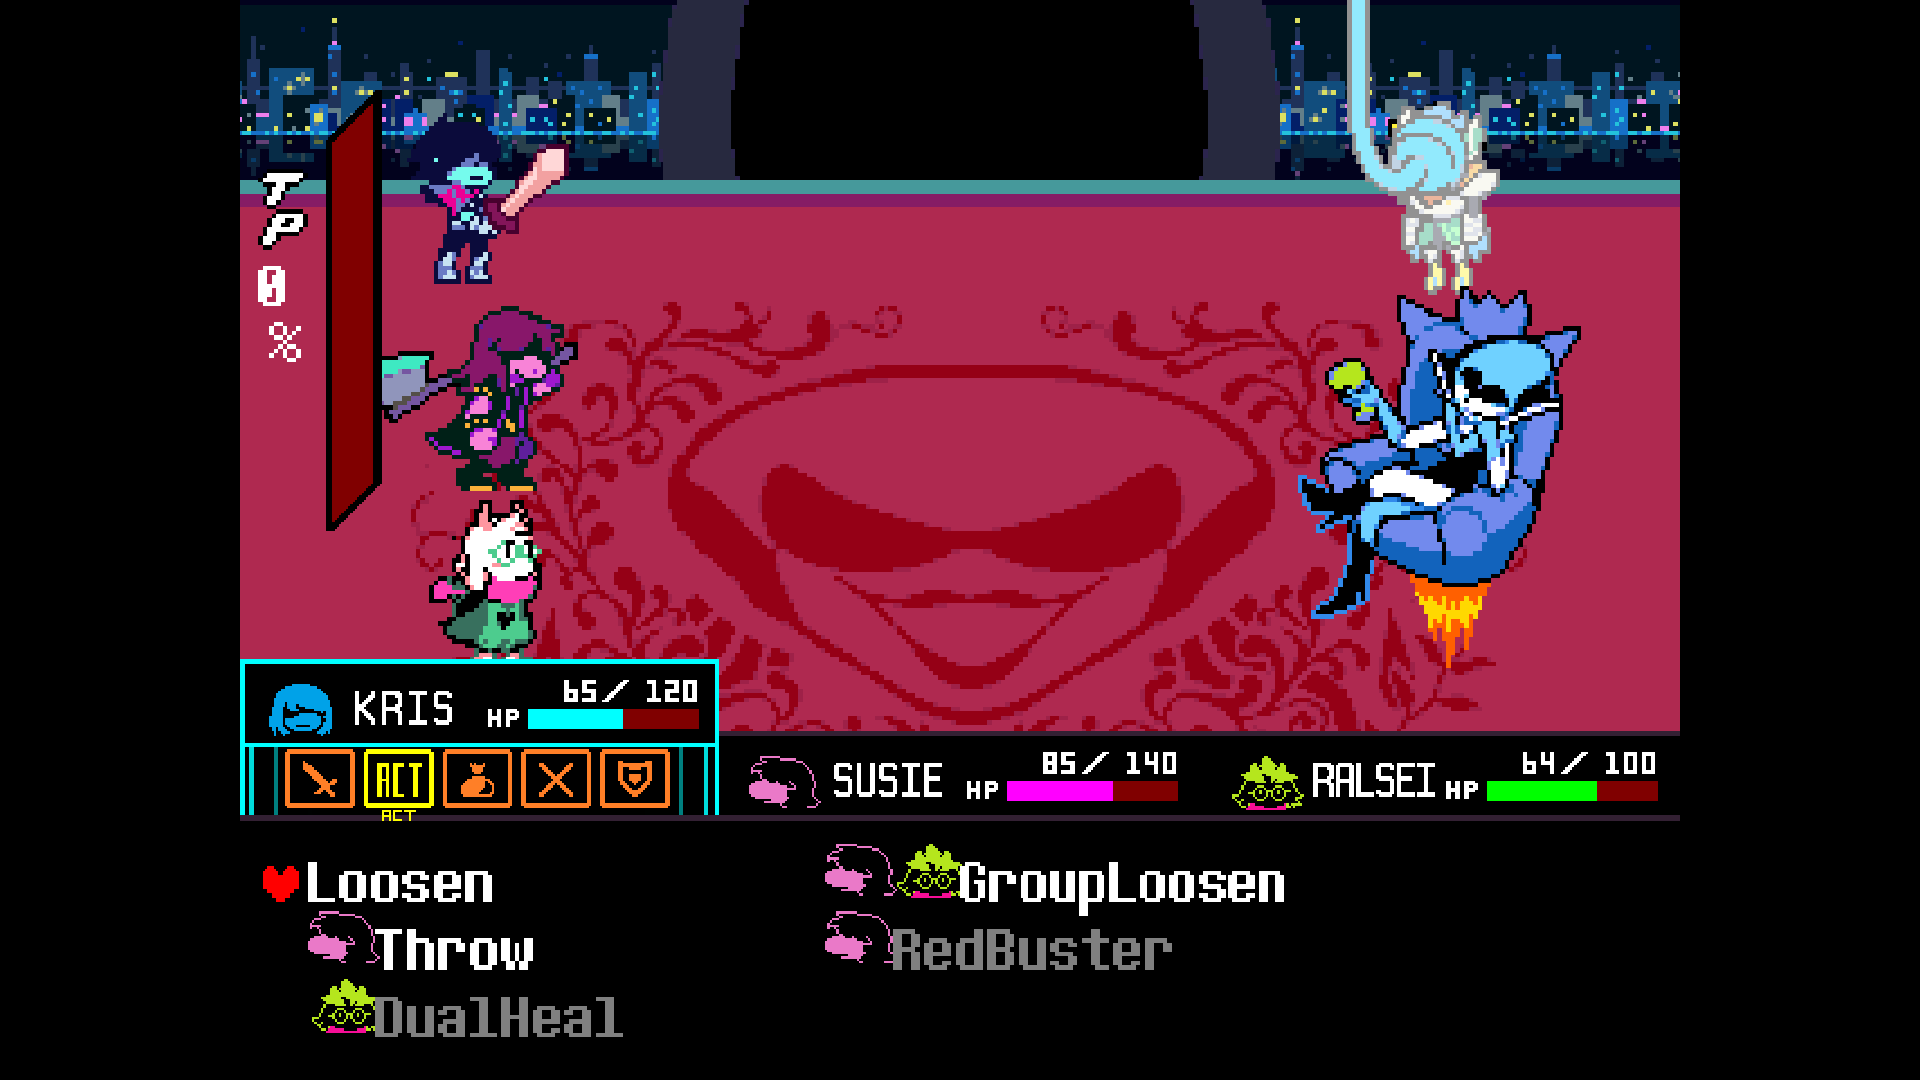 TP
0
%
KRIS HP 65/ 120
ACT
ACT
SUSIE HP 85/ 140
RALSEI HP 64/ 100
Loosen GroupLoosen
Throw RedBuster
DualHeal